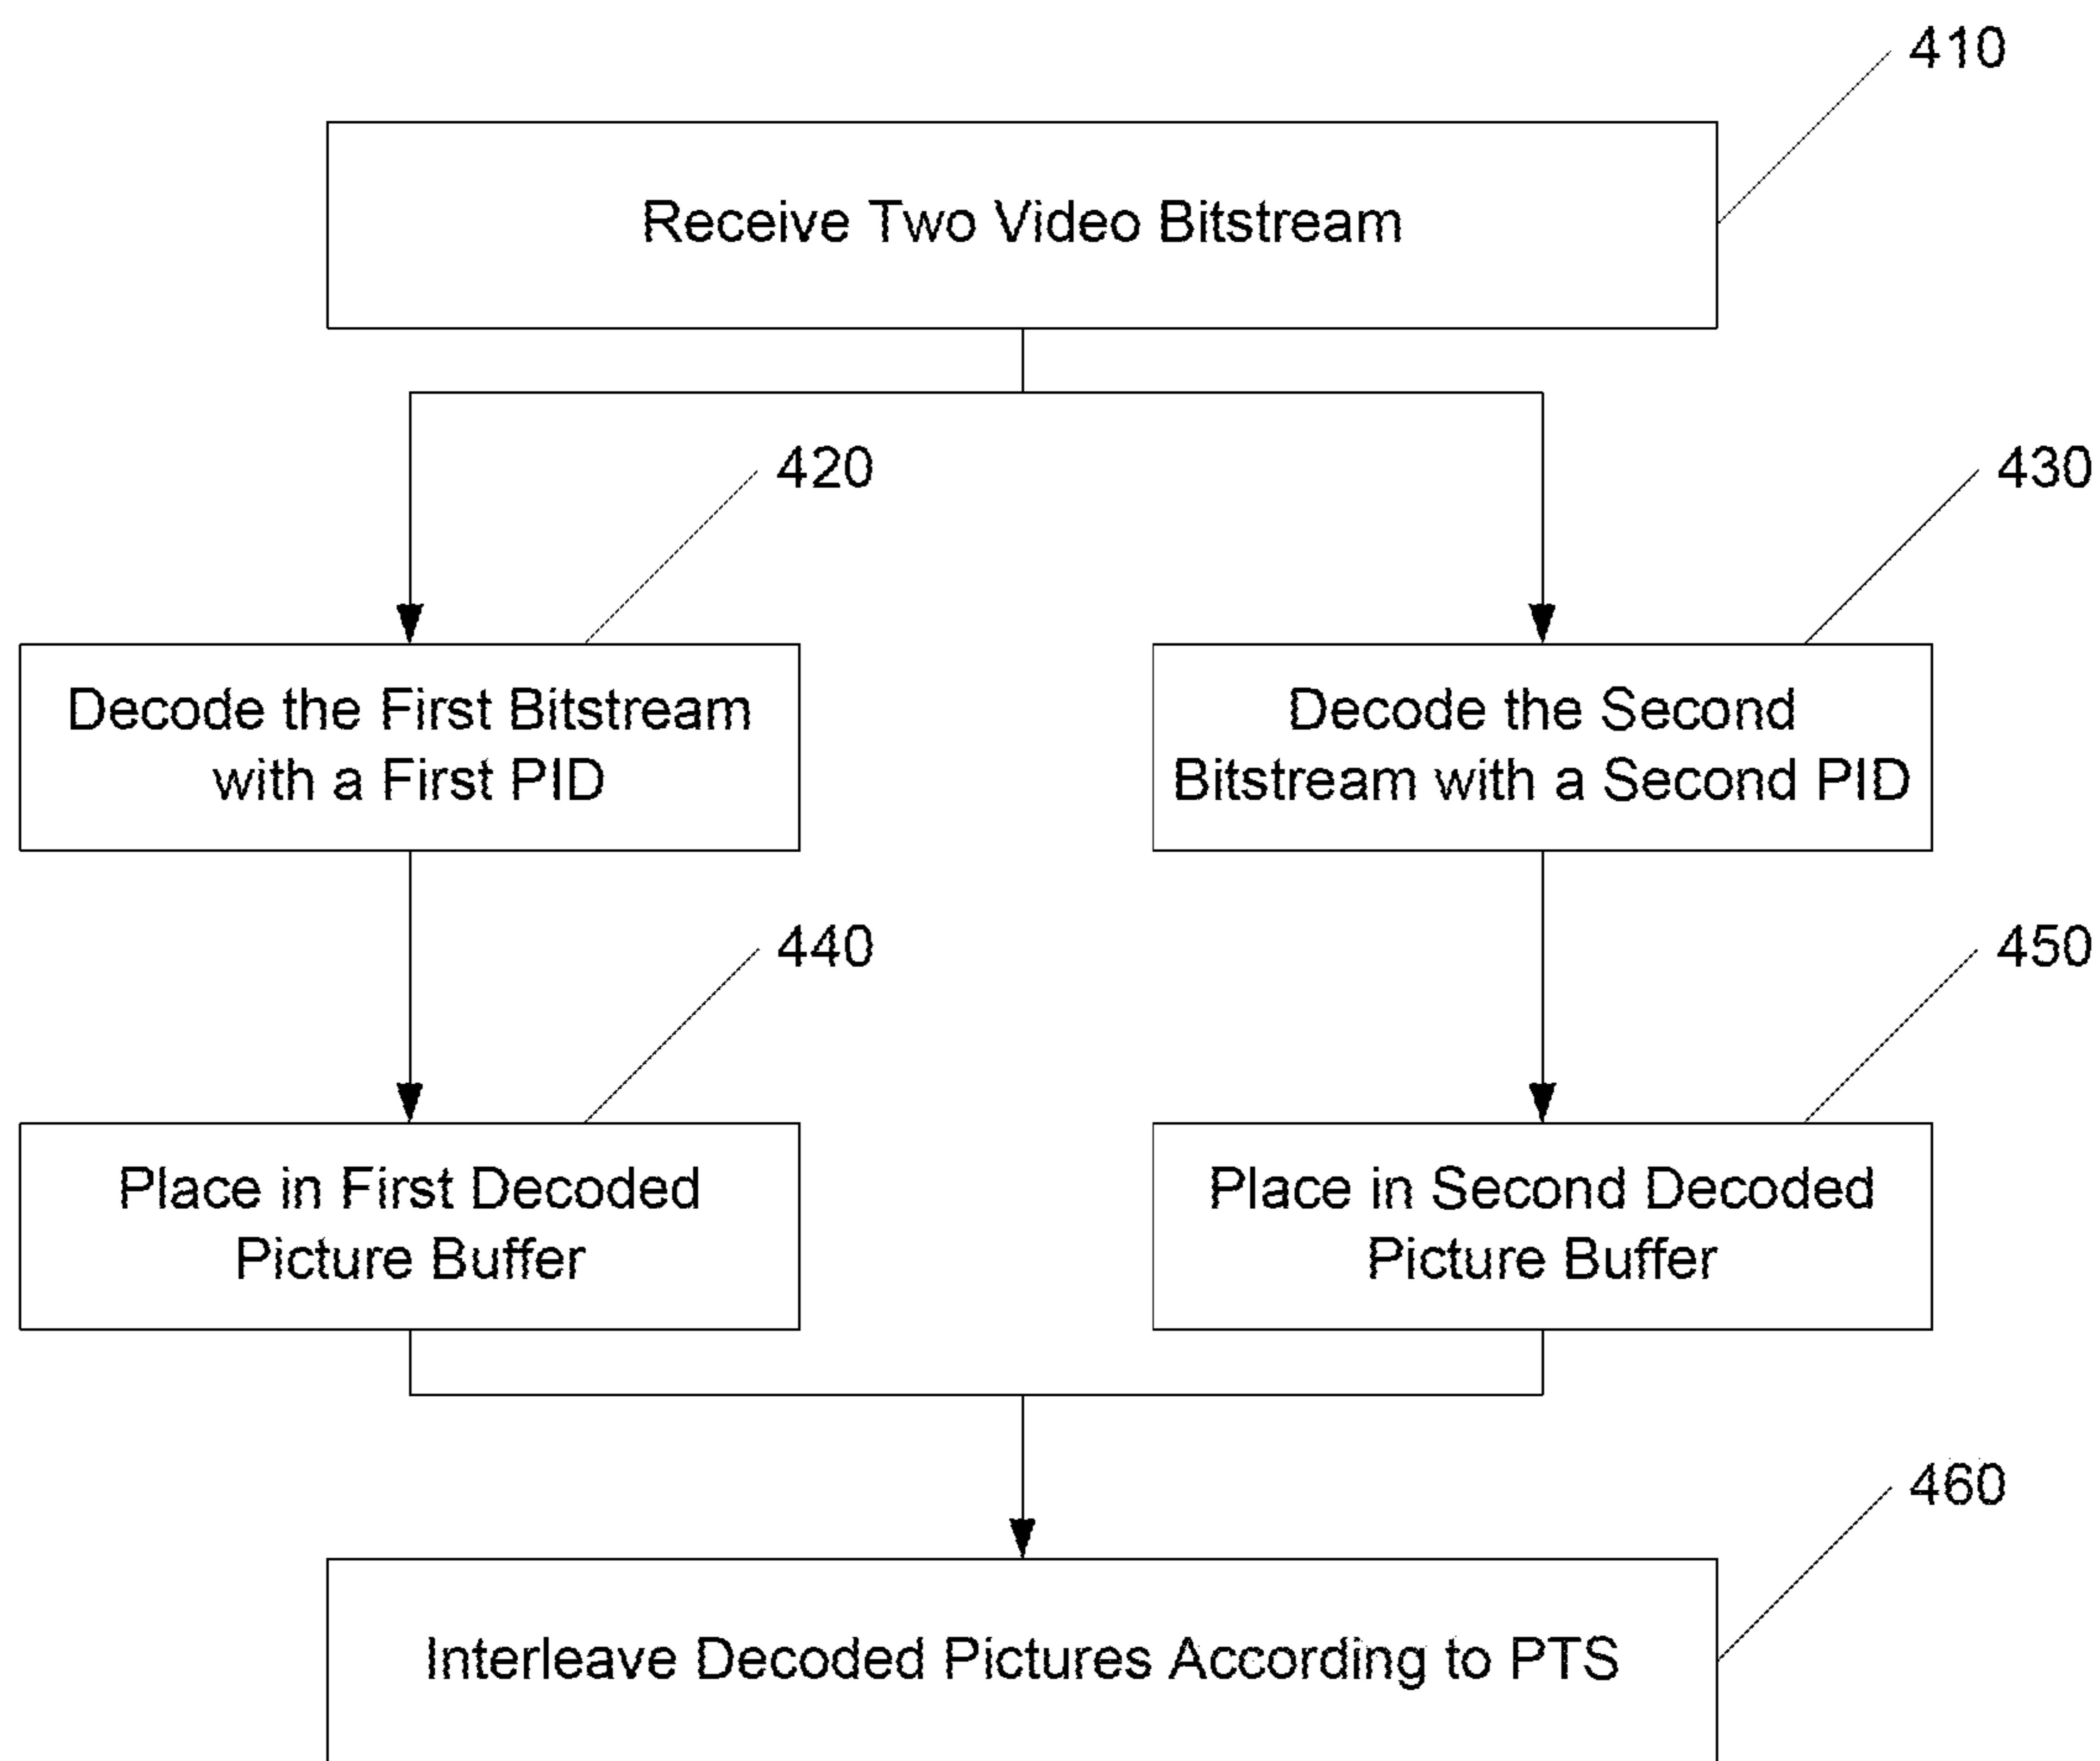 410
Receive Two Video Bitstream
420
430
Decode the First Bitstream
with a First PID
Decode the Second
Bitstream with a Second PID
440
450
Place in First Decoded
Picture Buffer
Place in Second Decoded
Picture Buffer
460
Interleave Decoded Pictures According to PTS